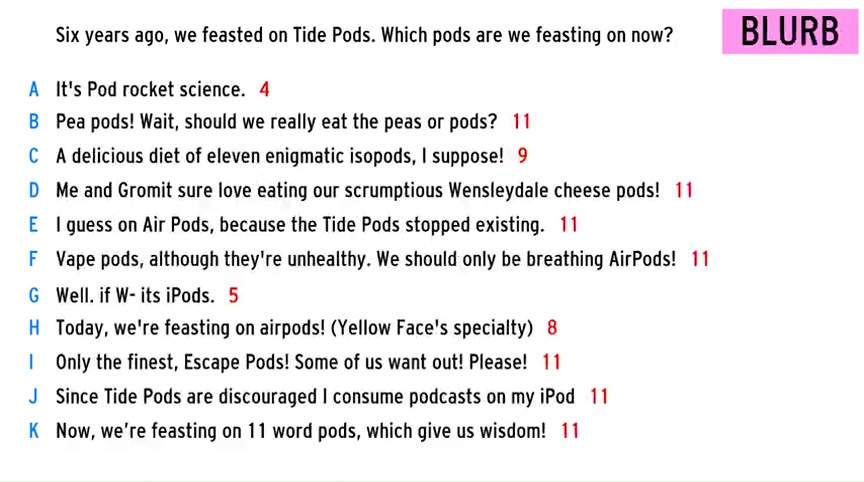 Six years ago, we feasted on Tide Pods. Which pods are we feasting on now?
BLURB
A It's Pod rocket science. 4
B Pea pods! Wait, should we really eat the peas or pods? 11
C A delicious diet of eleven enigmatic isopods, I suppose! 9
D Me and Gromit sure love eating our scrumptious Wensleydale cheese pods! 11
E I guess on Air Pods, because the Tide Pods stopped existing. 11
F Vape pods, although they're unhealthy. We should only be breathing AirPods! 11
G Well. if W- its iPods. 5
H Today, we're feasting on airpods! (Yellow Face's specialty) 8
I Only the finest, Escape Pods! Some of us want out! Please! 11
J Since Tide Pods are discouraged I consume podcasts on my iPod 11
K Now, we're feasting on 11 word pods, which give us wisdom! 11